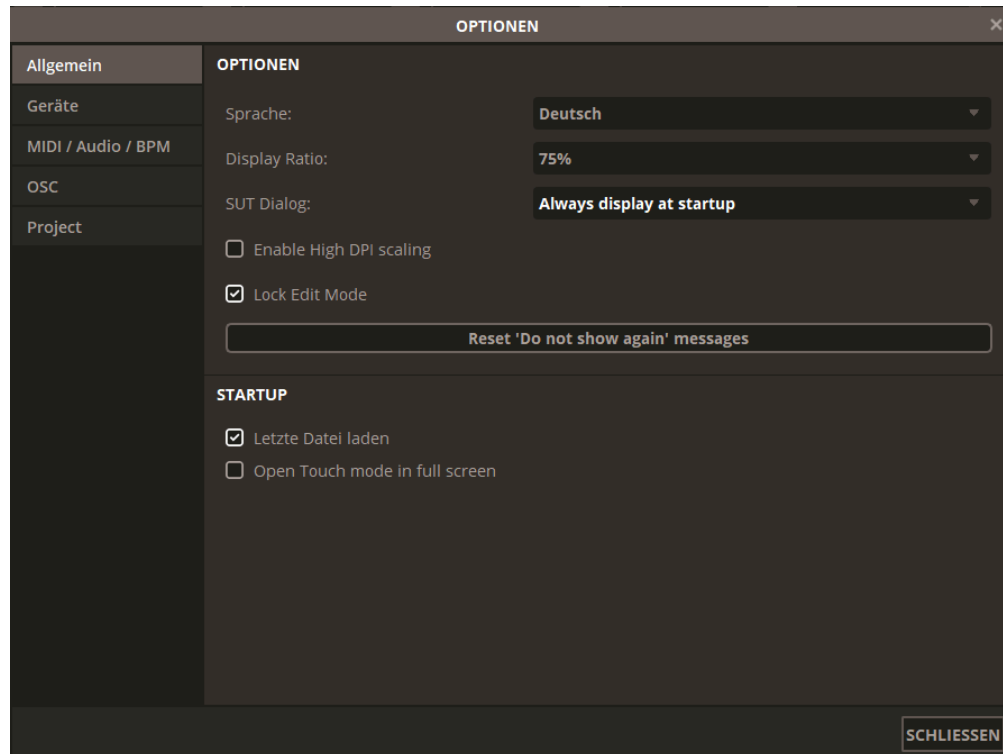 OPTIONEN
Allgemein
Geräte
MIDI / Audio / BPM
OSC
Project
OPTIONEN
Sprache: Deutsch
Display Ratio: 75%
SUT Dialog: Always display at startup
Enable High DPI scaling
Lock Edit Mode
Reset 'Do not show again' messages
STARTUP
Letzte Datei laden
Open Touch mode in full screen
SCHLIESSEN